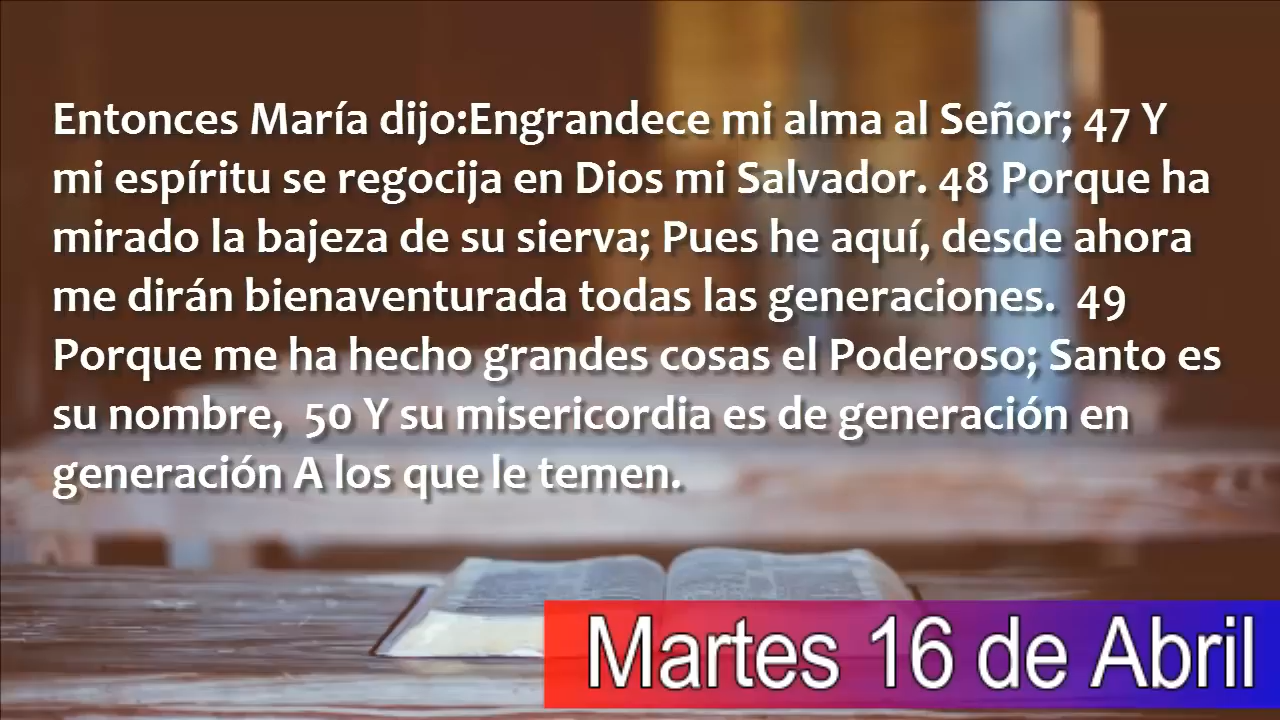 Entonces María dijo:Engrandece mi alma al Señor; 47 Y
mi espíritu se regocija en Dios mi Salvador. 48 Porque ha
mirado la bajeza de su sierva; Pues he aquí, desde ahora
me dirán bienaventurada todas las generaciones.  49
Porque me ha hecho grandes cosas el Poderoso; Santo es
su nombre,  50 Y su misericordia es de generación en
generación A los que le temen.
Martes 16 de Abril